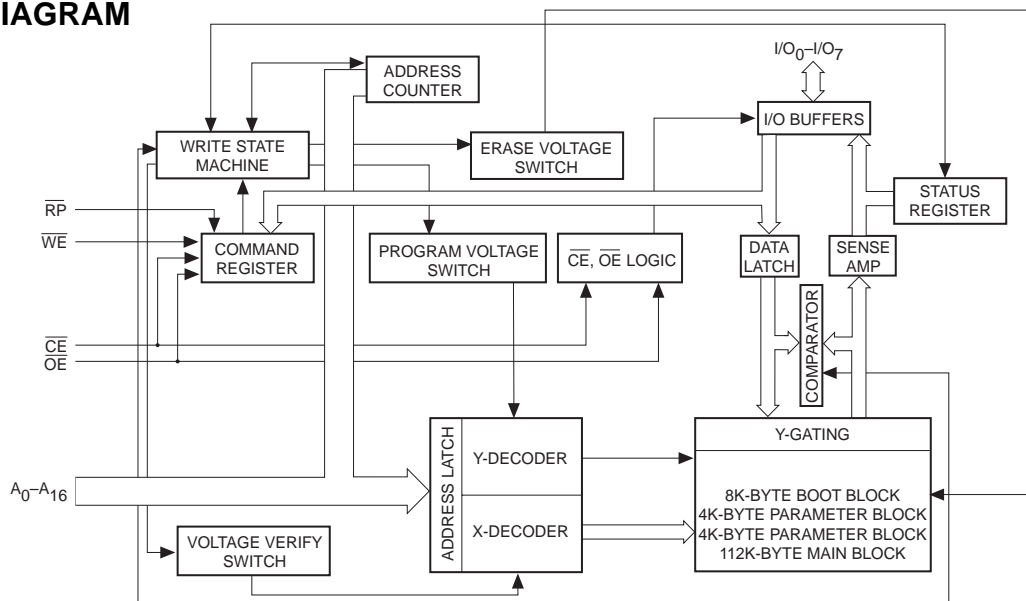 IAGRAM
I/O0–I/O7
ADDRESS
COUNTER
I/O BUFFERS
WRITE STATE
MACHINE
ERASE VOLTAGE
SWITCH
STATUS
REGISTER
RP
WE
COMMAND
REGISTER
PROGRAM VOLTAGE
SWITCH
CE, OE LOGIC
DATA
LATCH
SENSE
AMP
COMPARATOR
CE
OE
ADDRESS LATCH
Y-DECODER
Y-GATING
A0–A16
X-DECODER
8K-BYTE BOOT BLOCK
4K-BYTE PARAMETER BLOCK
4K-BYTE PARAMETER BLOCK
112K-BYTE MAIN BLOCK
VOLTAGE VERIFY
SWITCH